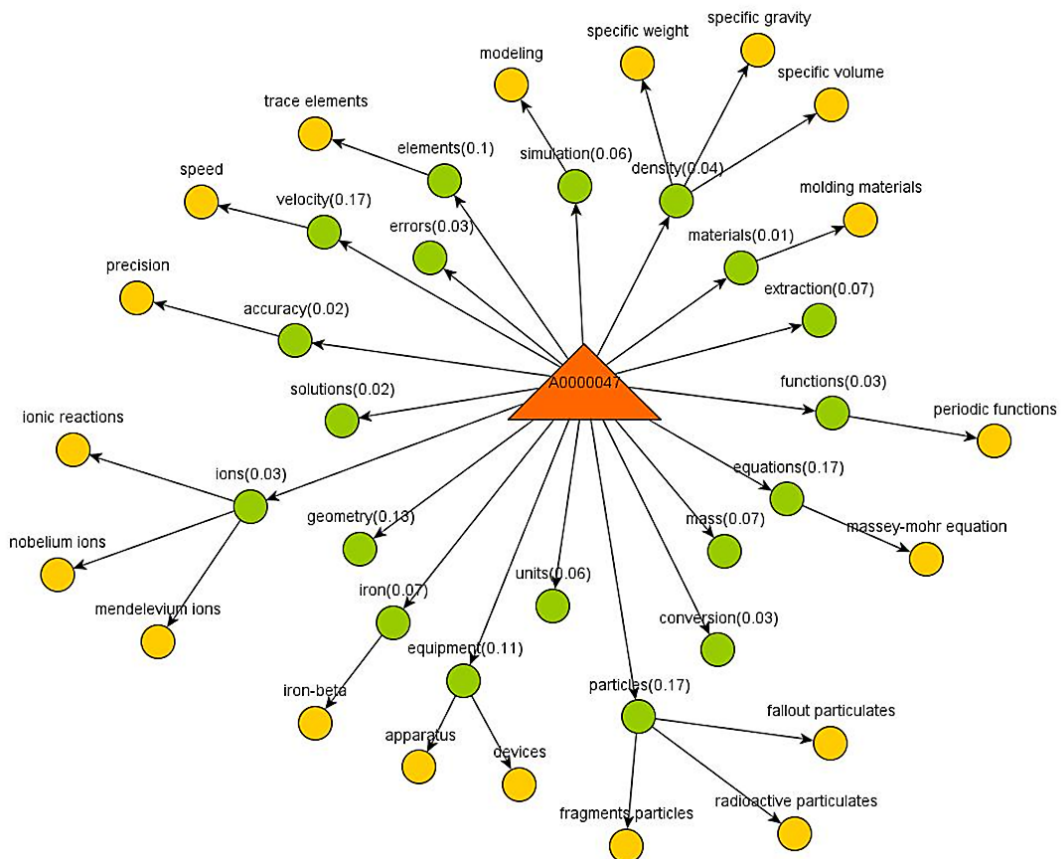 specific gravity
specific weight
modeling
specific volume
trace elements
elements(0.1)
simulation(0.06)
density(0.04)
speed
velocity(0.17)
molding materials
errors(0.03)
materials(0.01)
precision
extraction(0.07)
accuracy(0.02)
A0000047
functions(0.03)
solutions(0.02)
periodic functions
ionic reactions
ions(0.03)
equations(0.17)
geometry(0.13)
mass(0.07)
massey-mohr equation
nobelium ions
units(0.06)
iron(0.07)
mendelevium ions
conversion(0.03)
equipment(0.11)
iron-beta
particles(0.17)
fallout particulates
apparatus
devices
radioactive particulates
fragments particles